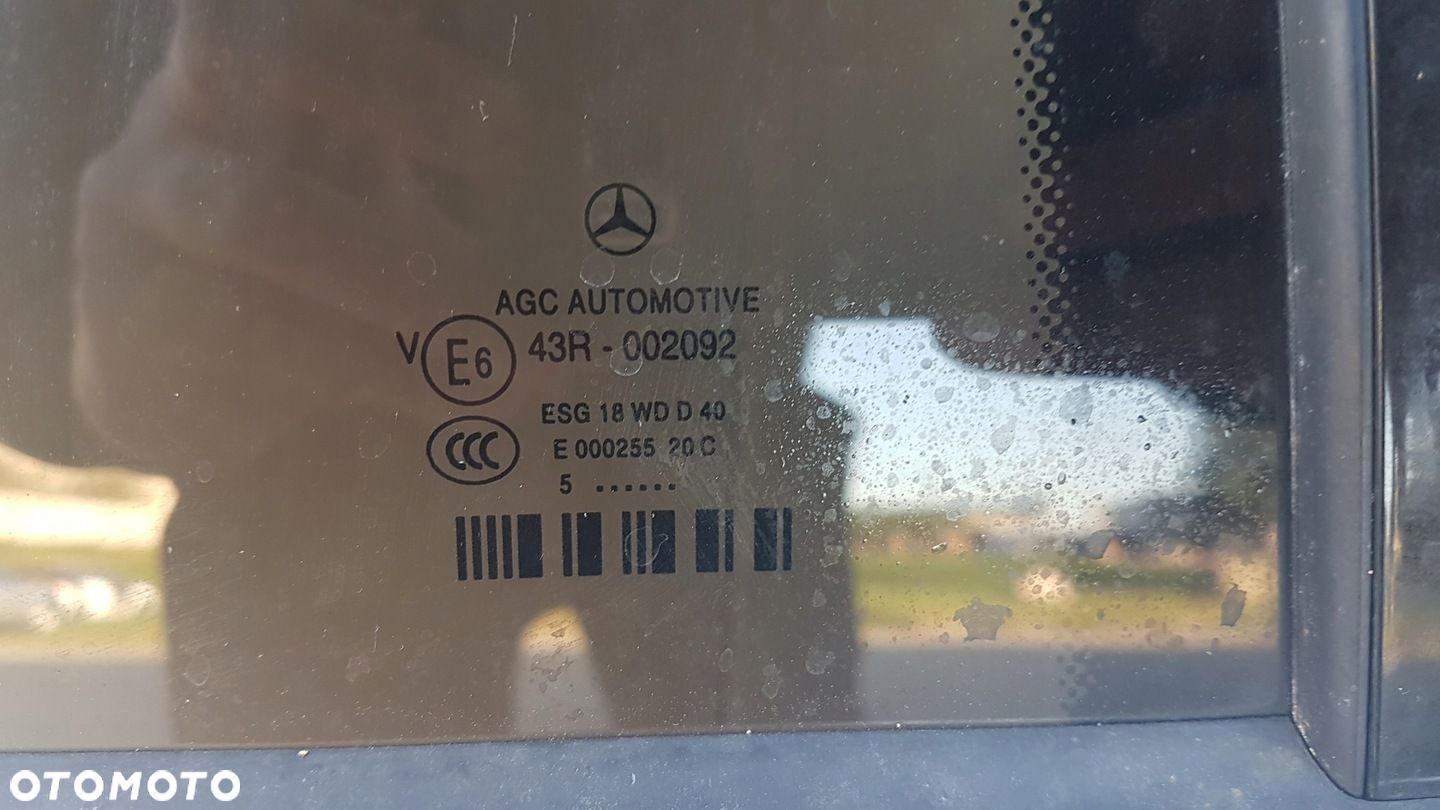 AGC AUTOMOTIVE
V E6 43R - 002092
ESG 18 WD D 40
CCC E 000255 20 C
5 ......
OTOMOTO